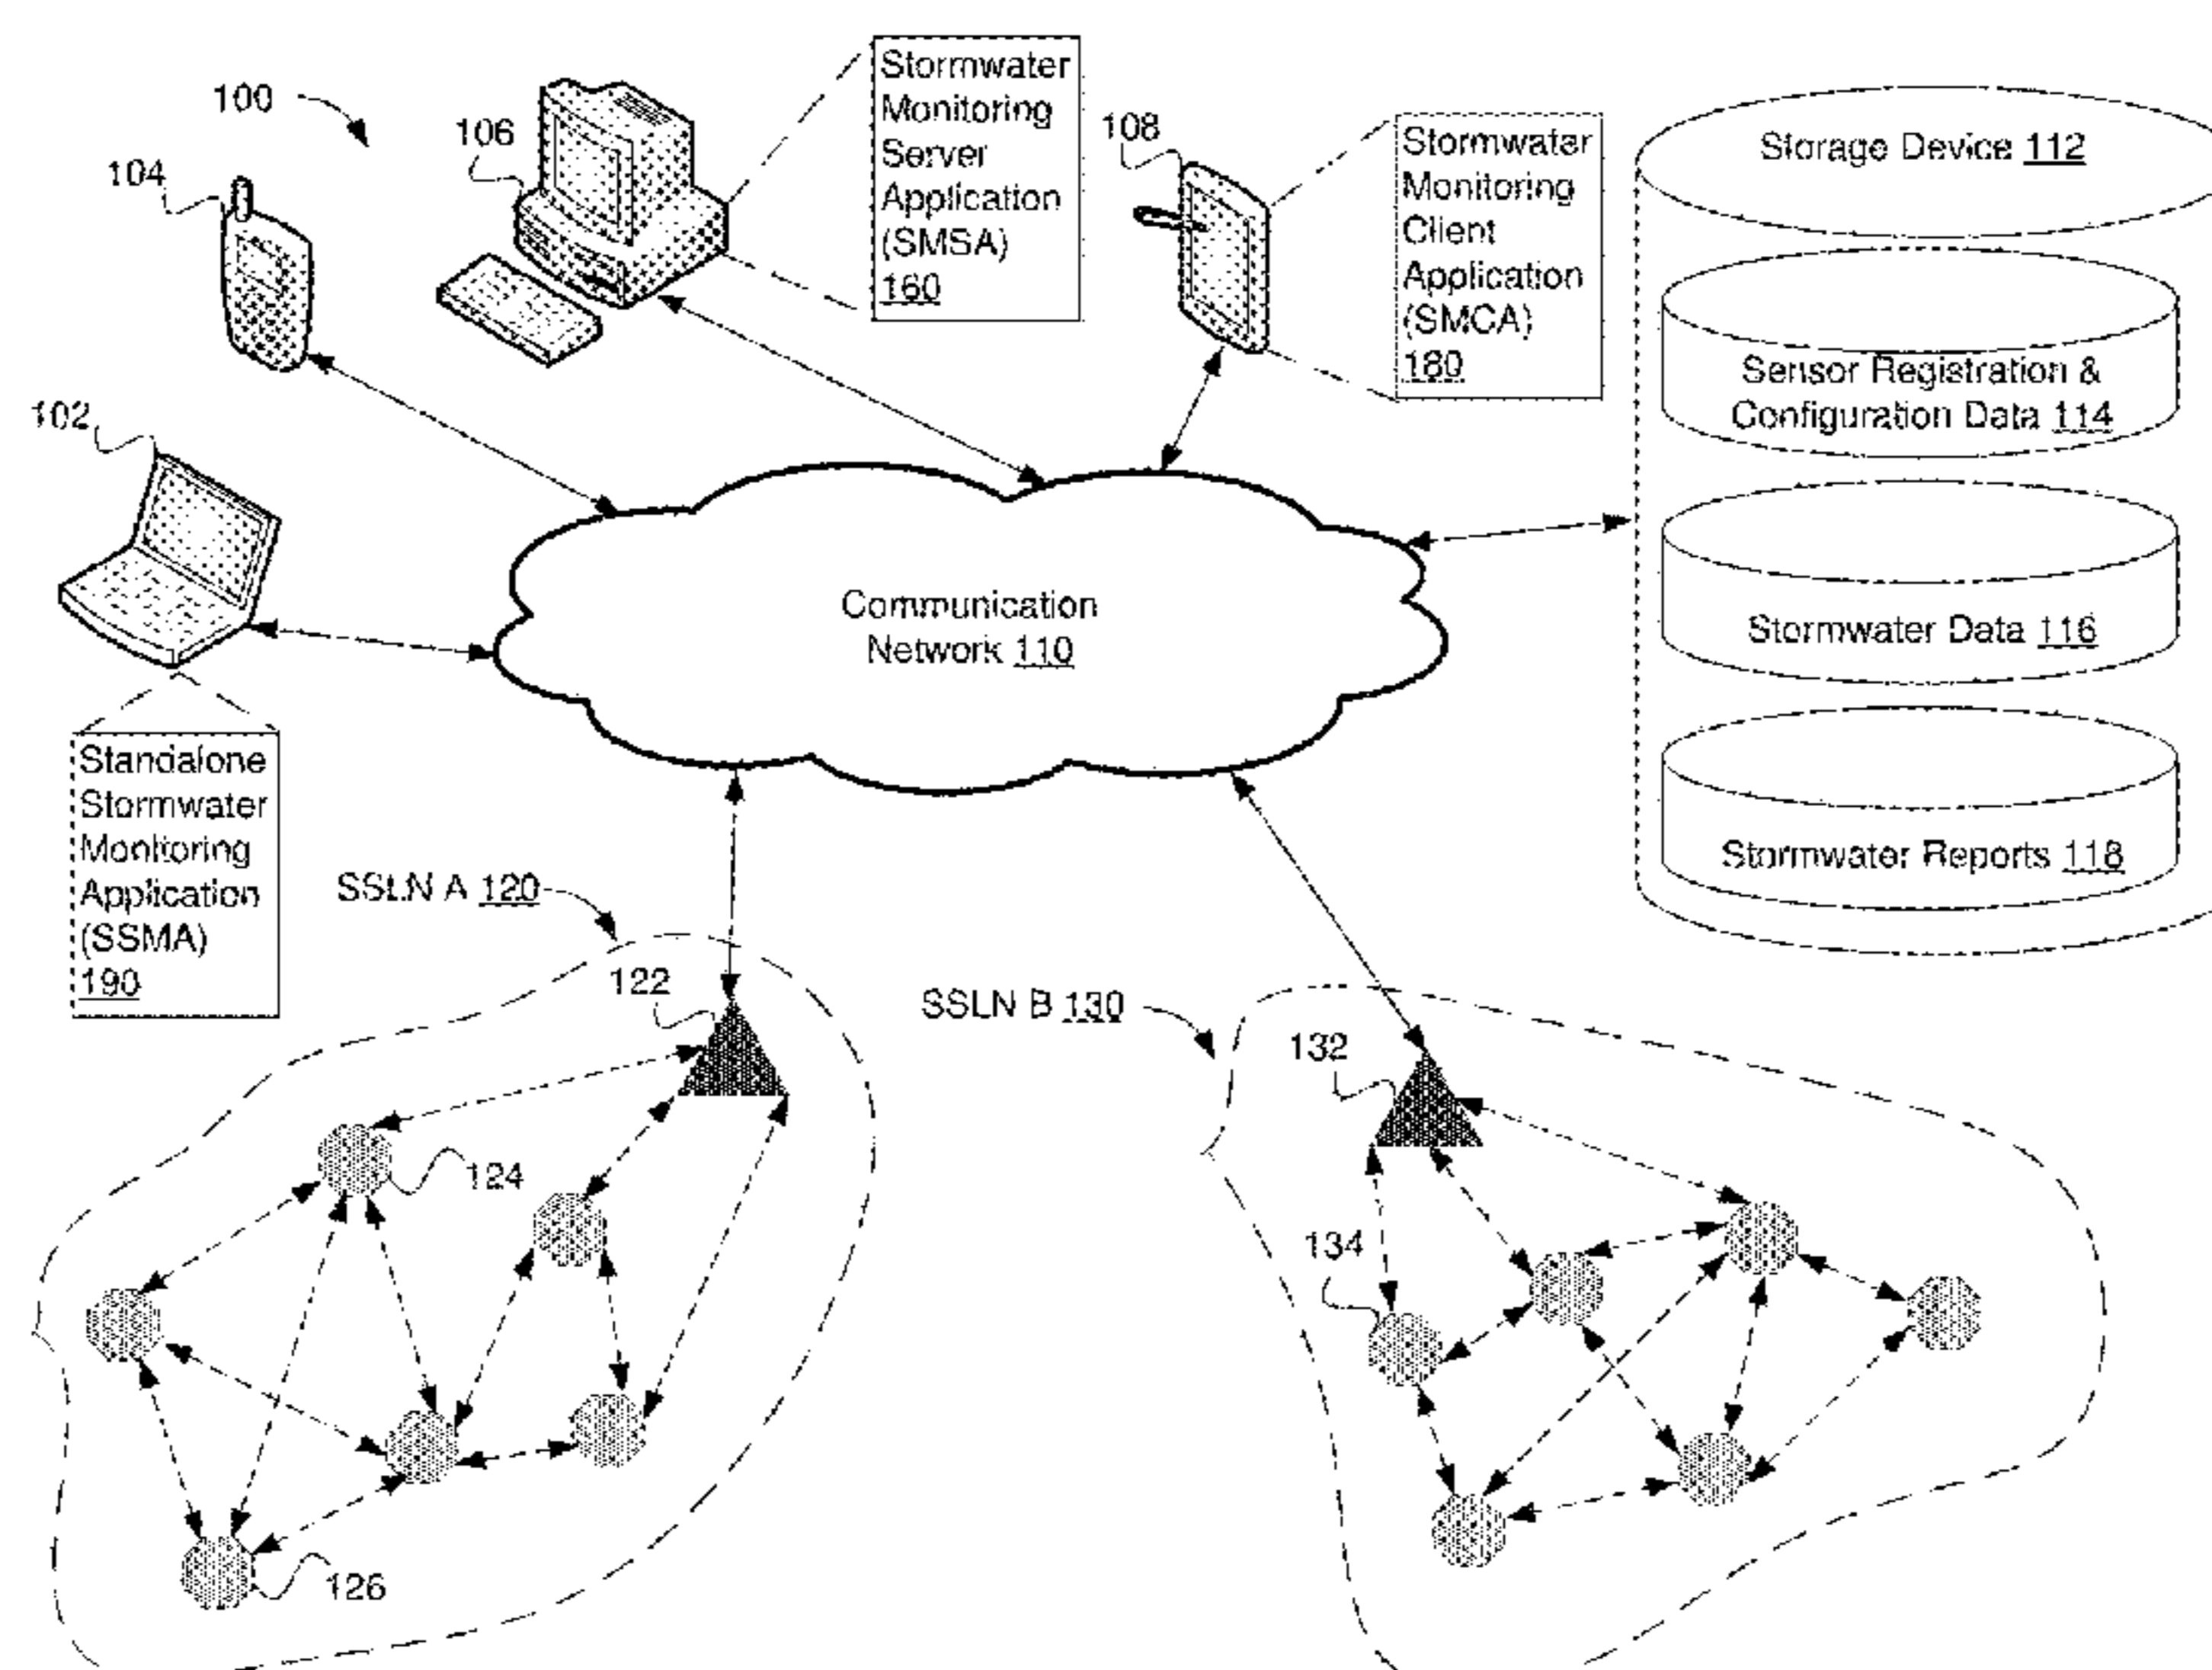 100
104
106
Stormwater
Monitoring
Server
Application
(SMSA)
160
108
Stormwater
Monitoring
Client
Application
(SMCA)
180
Storage Device 112
Sensor Registration &
Configuration Data 114
Stormwater Data 116
Stormwater Reports 118
102
Communication
Network 110
Standalone
Stormwater
Monitoring
Application
(SSMA)
190
SSLN A 120
122
124
126
SSLN B 130
132
134